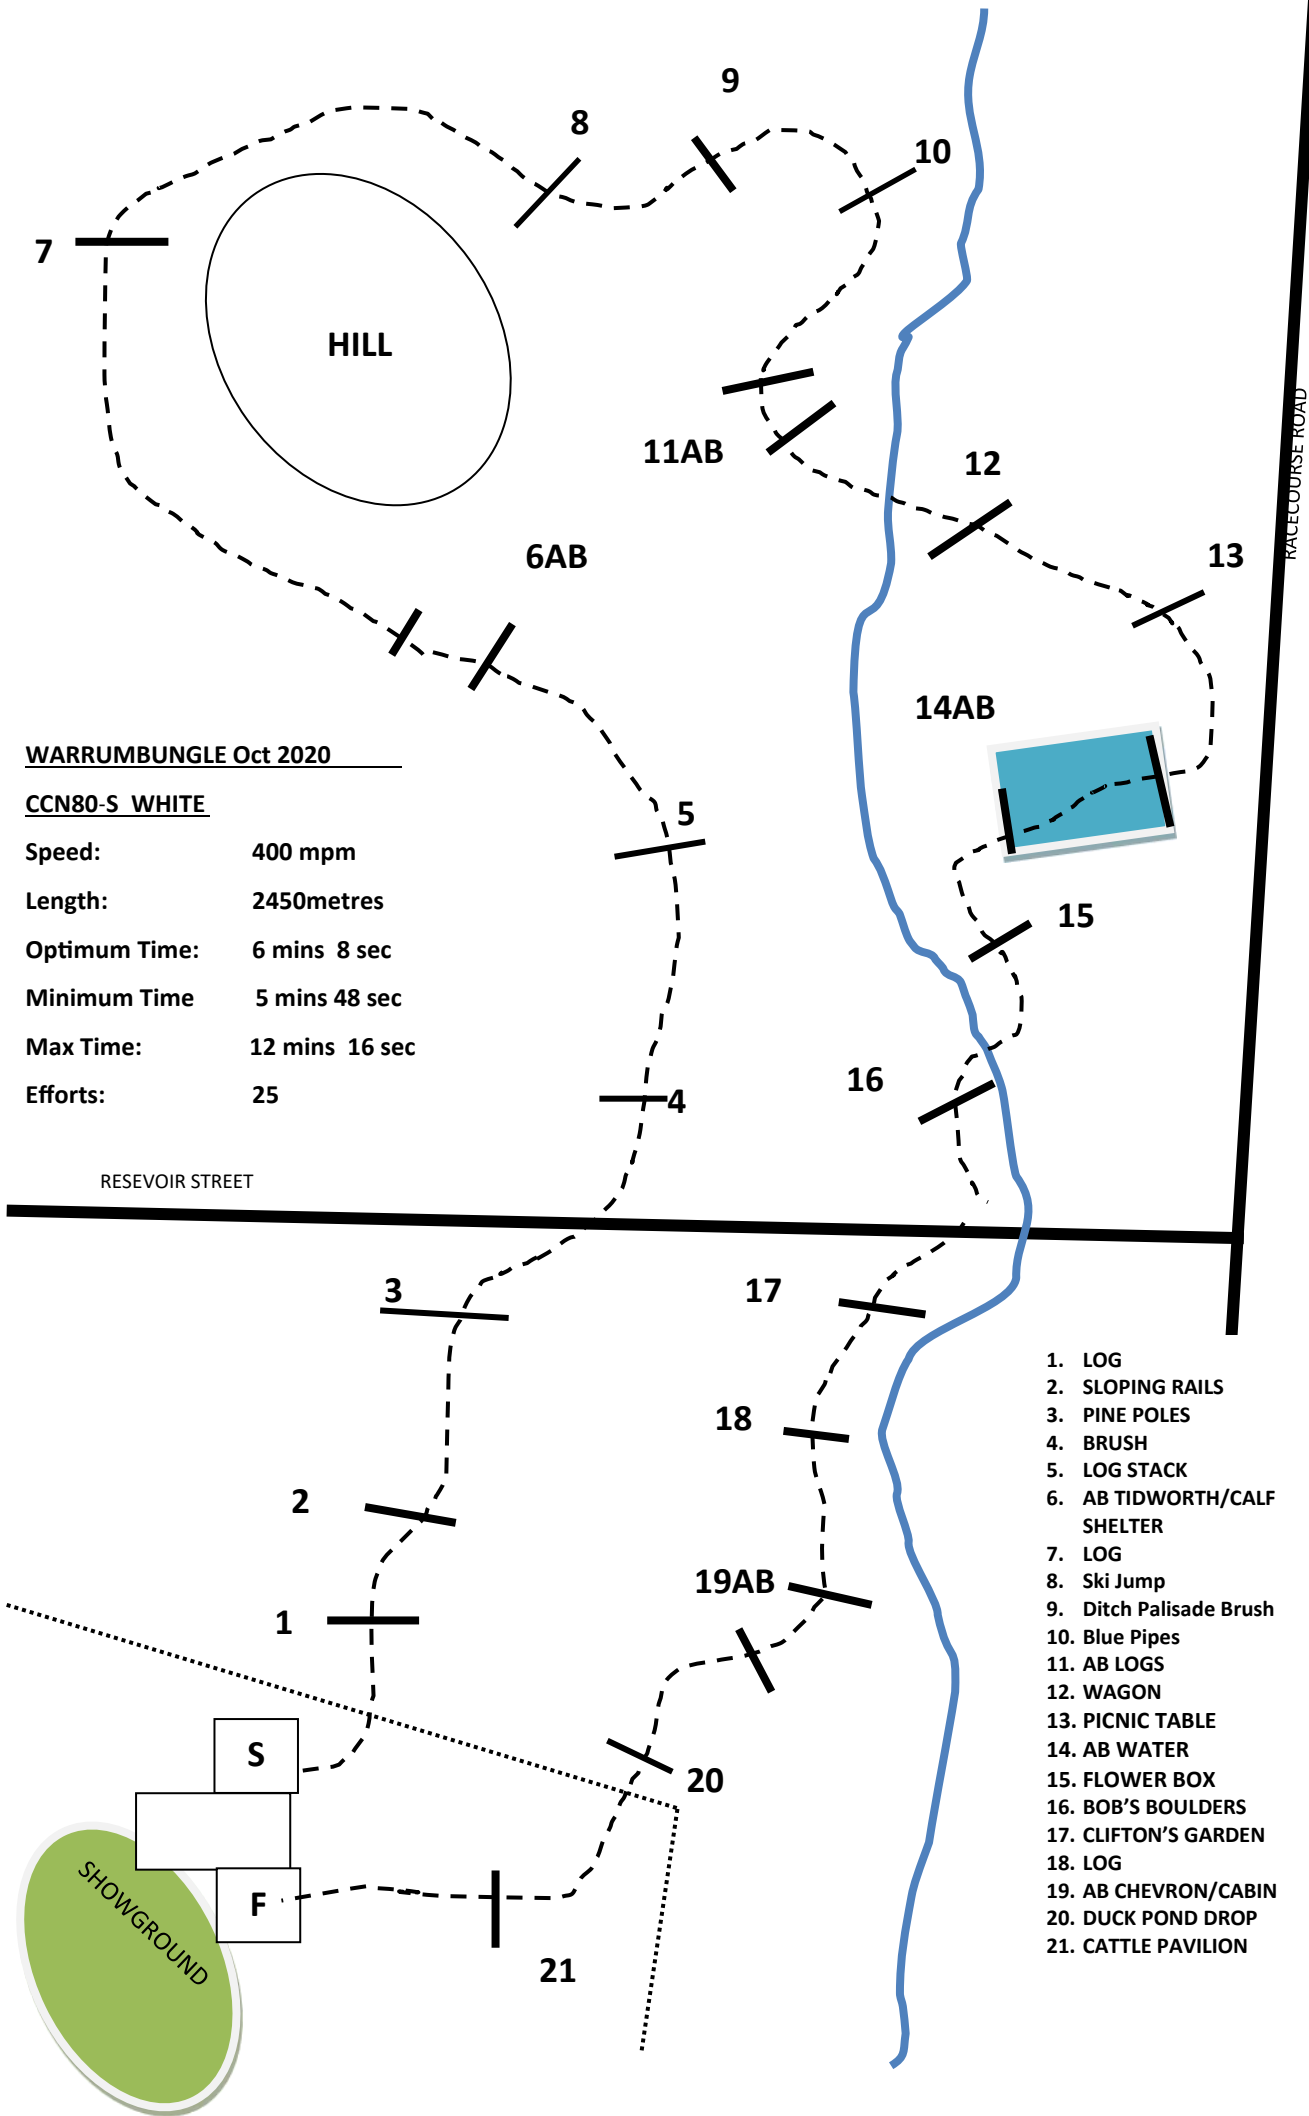 9
8
10
7
HILL
RACECOURSE ROAD
11AB
12
6AB
13
14AB
WARRUMBUNGLE Oct 2020
CCN80-S WHITE
5
Speed: 400 mpm
Length: 2450metres
15
Optimum Time: 6 mins 8 sec
Minimum Time 5 mins 48 sec
Max Time: 12 mins 16 sec
16
Efforts: 25
4
RESEVOIR STREET
3
17
18
2
19AB
1
S
20
SHOWGROUND
F
21
1. LOG
2. SLOPING RAILS
3. PINE POLES
4. BRUSH
5. LOG STACK
6. AB TIDWORTH/CALF
SHELTER
7. LOG
8. Ski Jump
9. Ditch Palisade Brush
10. Blue Pipes
11. AB LOGS
12. WAGON
13. PICNIC TABLE
14. AB WATER
15. FLOWER BOX
16. BOB'S BOULDERS
17. CLIFTON'S GARDEN
18. LOG
19. AB CHEVRON/CABIN
20. DUCK POND DROP
21. CATTLE PAVILION